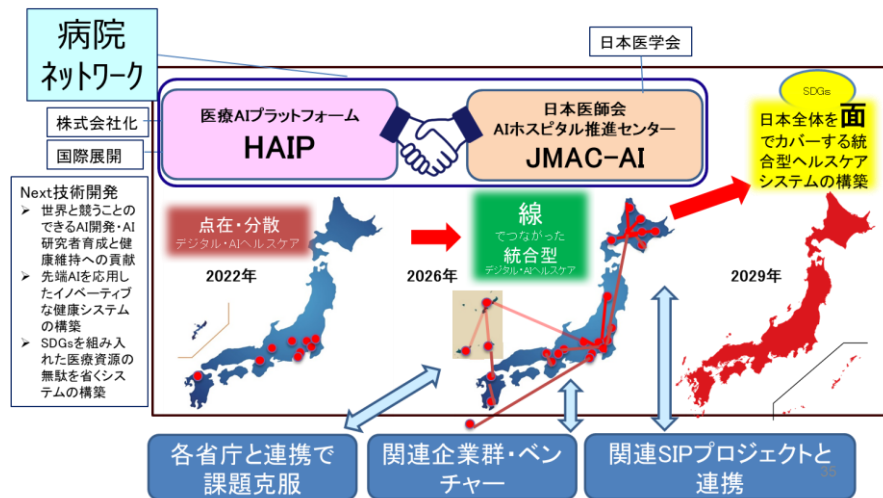 病院
ネットワーク
日本医学会
株式会社化
国際展開
医療AIプラットフォーム
HAIP
日本医師会
AIホスピタル推進センター
JMAC-AI
SDGs
日本全体を面
でカバーする統
合型ヘルスケア
システムの構築
Next技術開発
➢ 世界と競うことの
できるAI開発・AI
研究者育成と健
康維持への貢献
➢ 先端AIを応用し
たイノベーティブ
な健康システム
の構築
➢ SDGsを組み入
れた医療資源の
無駄を省くシス
テムの構築
点在・分散
デジタル・AIヘルスケア
2022年
線
でつながった
統合型
デジタル・AIヘルスケア
2026年
2029年
各省庁と連携で
課題克服
関連企業群・ベン
チャー
関連SIPプロジェクトと
連携
35